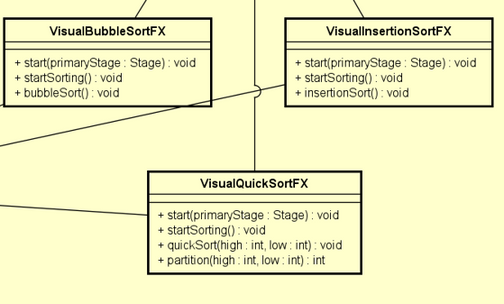 VisualBubbleSortFX
+ start(primaryStage : Stage) : void
+ startSorting() : void
+ bubbleSort() : void
VisualInsertionSortFX
+ start(primaryStage : Stage) : void
+ startSorting() : void
+ insertionSort() : void
VisualQuickSortFX
+ start(primaryStage : Stage) : void
+ startSorting() : void
+ quickSort(high : int, low : int) : void
+ partition(high : int, low : int) : int